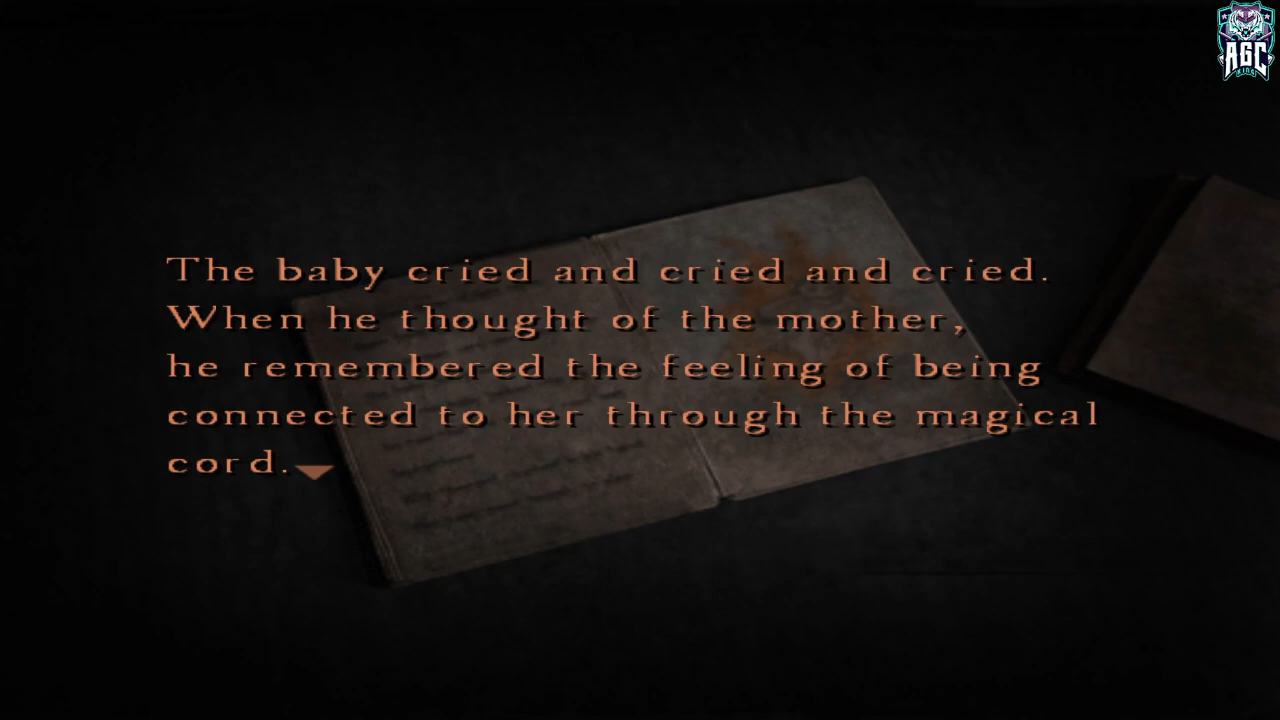 The baby cried and cried and cried.
When he thought of the mother,
he remembered the feeling of being
connected to her through the magical
cord.
AGC